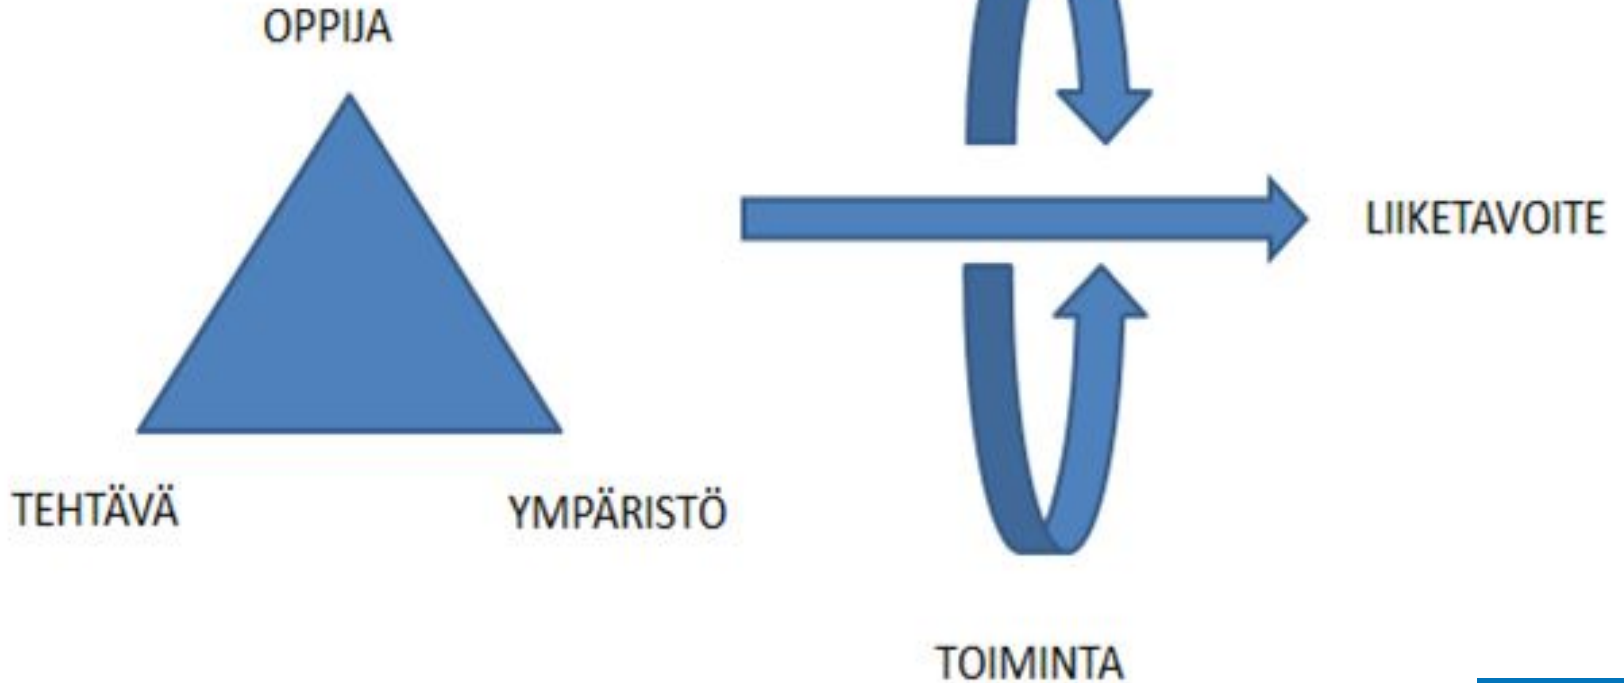 OPPIJA
LIIKETAVOITE
TEHTÄVÄ
YMPÄRISTÖ
TOIMINTA